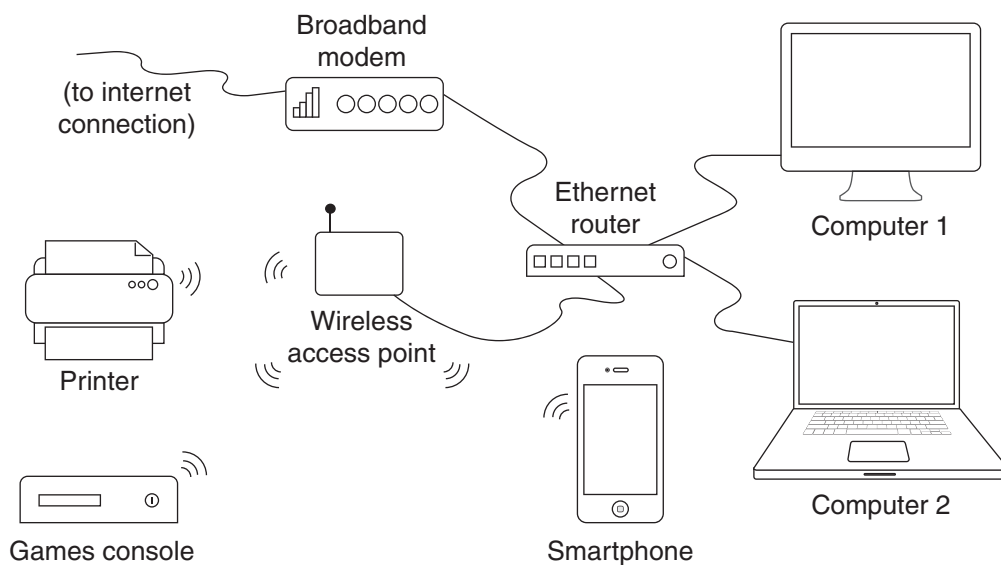 Broadband
modem
(to internet
connection)
Ethernet
router
Computer 1
Wireless
access point
Printer
Computer 2
Games console
Smartphone